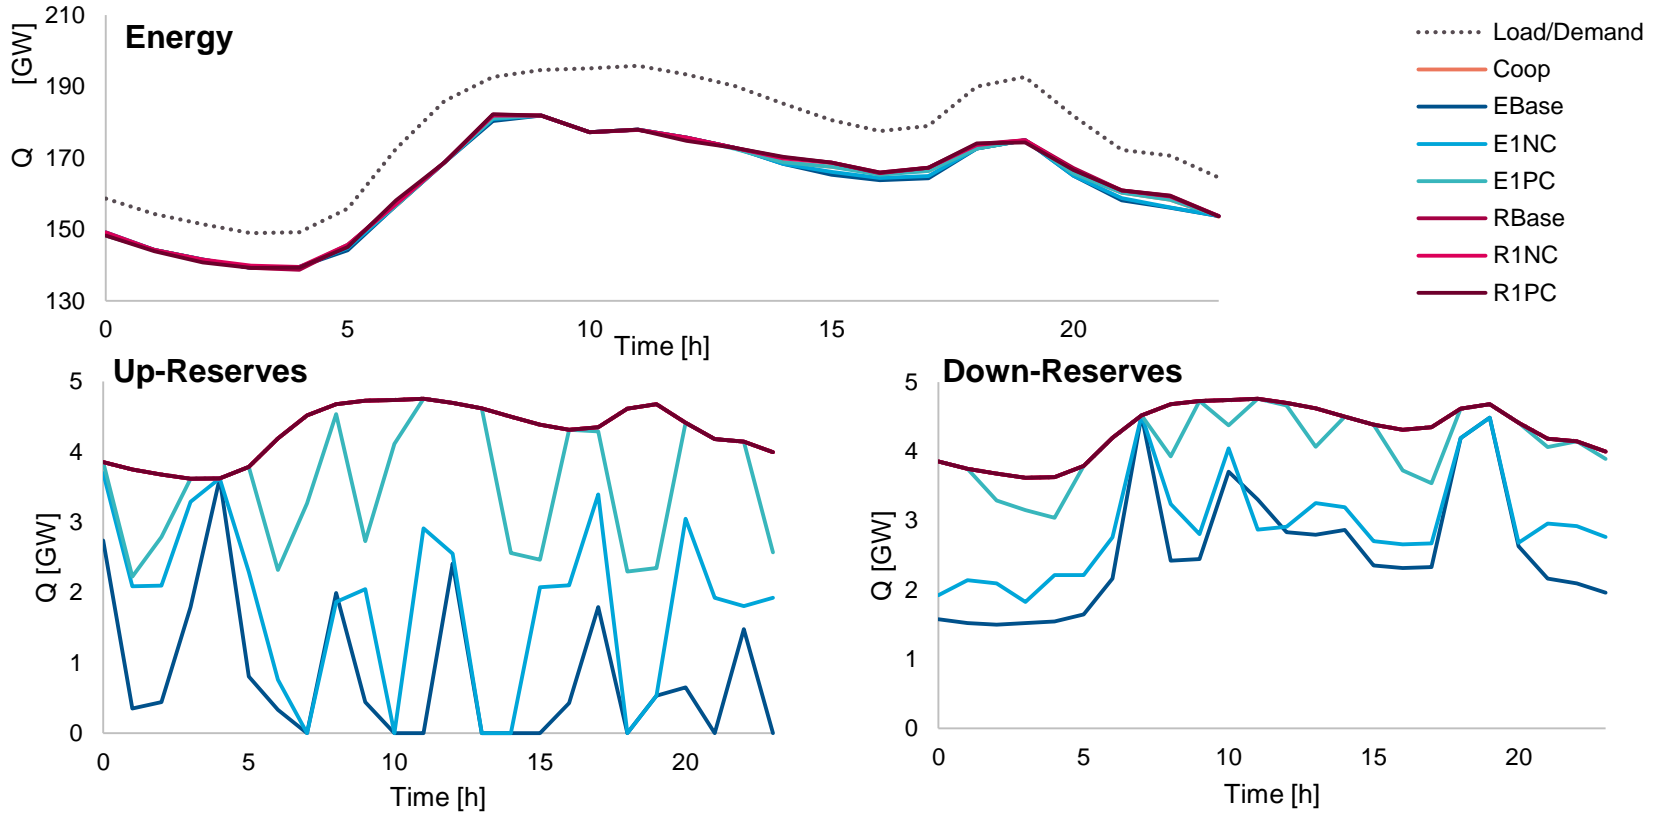 Energy
Q [GW]
210
190
170
150
130
0 5 10 15 20
Time [h]
Load/Demand
Coop
EBase
E1NC
E1PC
RBase
R1NC
R1PC
Up-Reserves
Q [GW]
5
4
3
2
1
0
0 5 10 15 20
Time [h]
Down-Reserves
Q [GW]
5
4
3
2
1
0
0 5 10 15 20
Time [h]